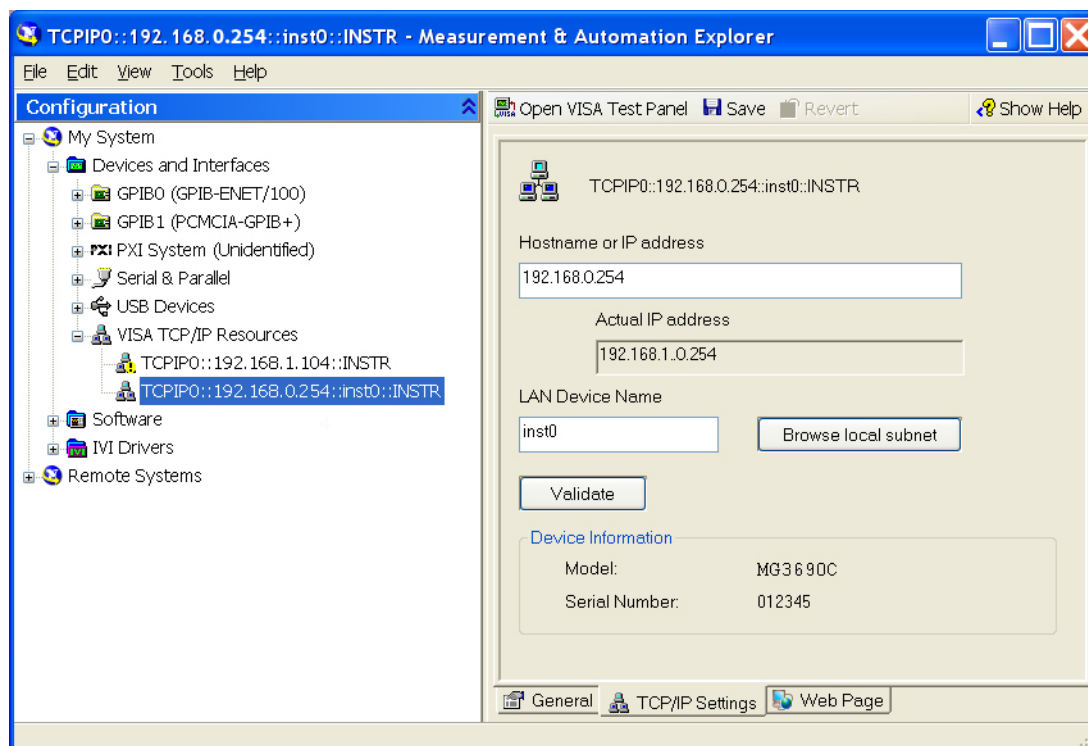 TCPIP0::192.168.0.254::inst0::INSTR - Measurement & Automation Explorer
File Edit View Tools Help
Configuration
My System
Devices and Interfaces
GPIB0 (GPIB-ENET/100)
GPIB1 (PCMCIA-GPIB+)
PXI PXI System (Unidentified)
Serial & Parallel
USB Devices
VISA TCP/IP Resources
TCPIP0::192.168.1.104::INSTR
TCPIP0::192.168.0.254::inst0::INSTR
Software
IVI IVI Drivers
Remote Systems
VISA Open VISA Test Panel Save Revert Show Help
TCPIP0::192.168.0.254::inst0::INSTR
Hostname or IP address
192.168.0.254
Actual IP address
192.168.1..0.254
LAN Device Name
inst0 Browse local subnet
Validate
Device Information
Model: MG3690C
Serial Number: 012345
General TCP/IP Settings Web Page